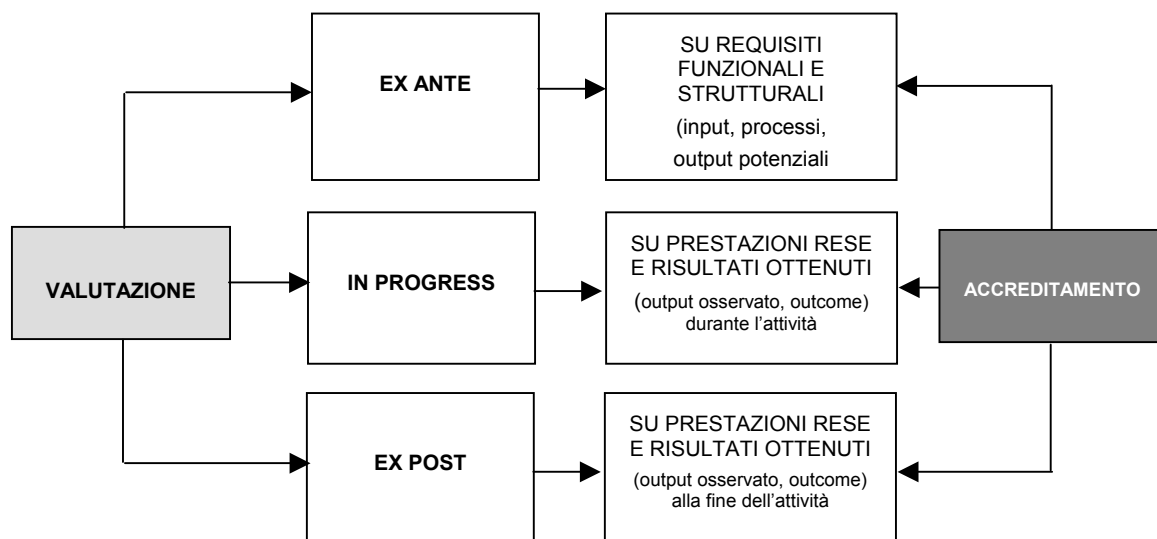 EX ANTE
SU REQUISITI
FUNZIONALI E
STRUTTURALI
(input, processi,
output potenziali
VALUTAZIONE
IN PROGRESS
SU PRESTAZIONI RESE
E RISULTATI OTTENUTI
(output osservato, outcome)
durante l’attività
ACCREDITAMENTO
EX POST
SU PRESTAZIONI RESE
E RISULTATI OTTENUTI
(output osservato, outcome)
alla fine dell’attività